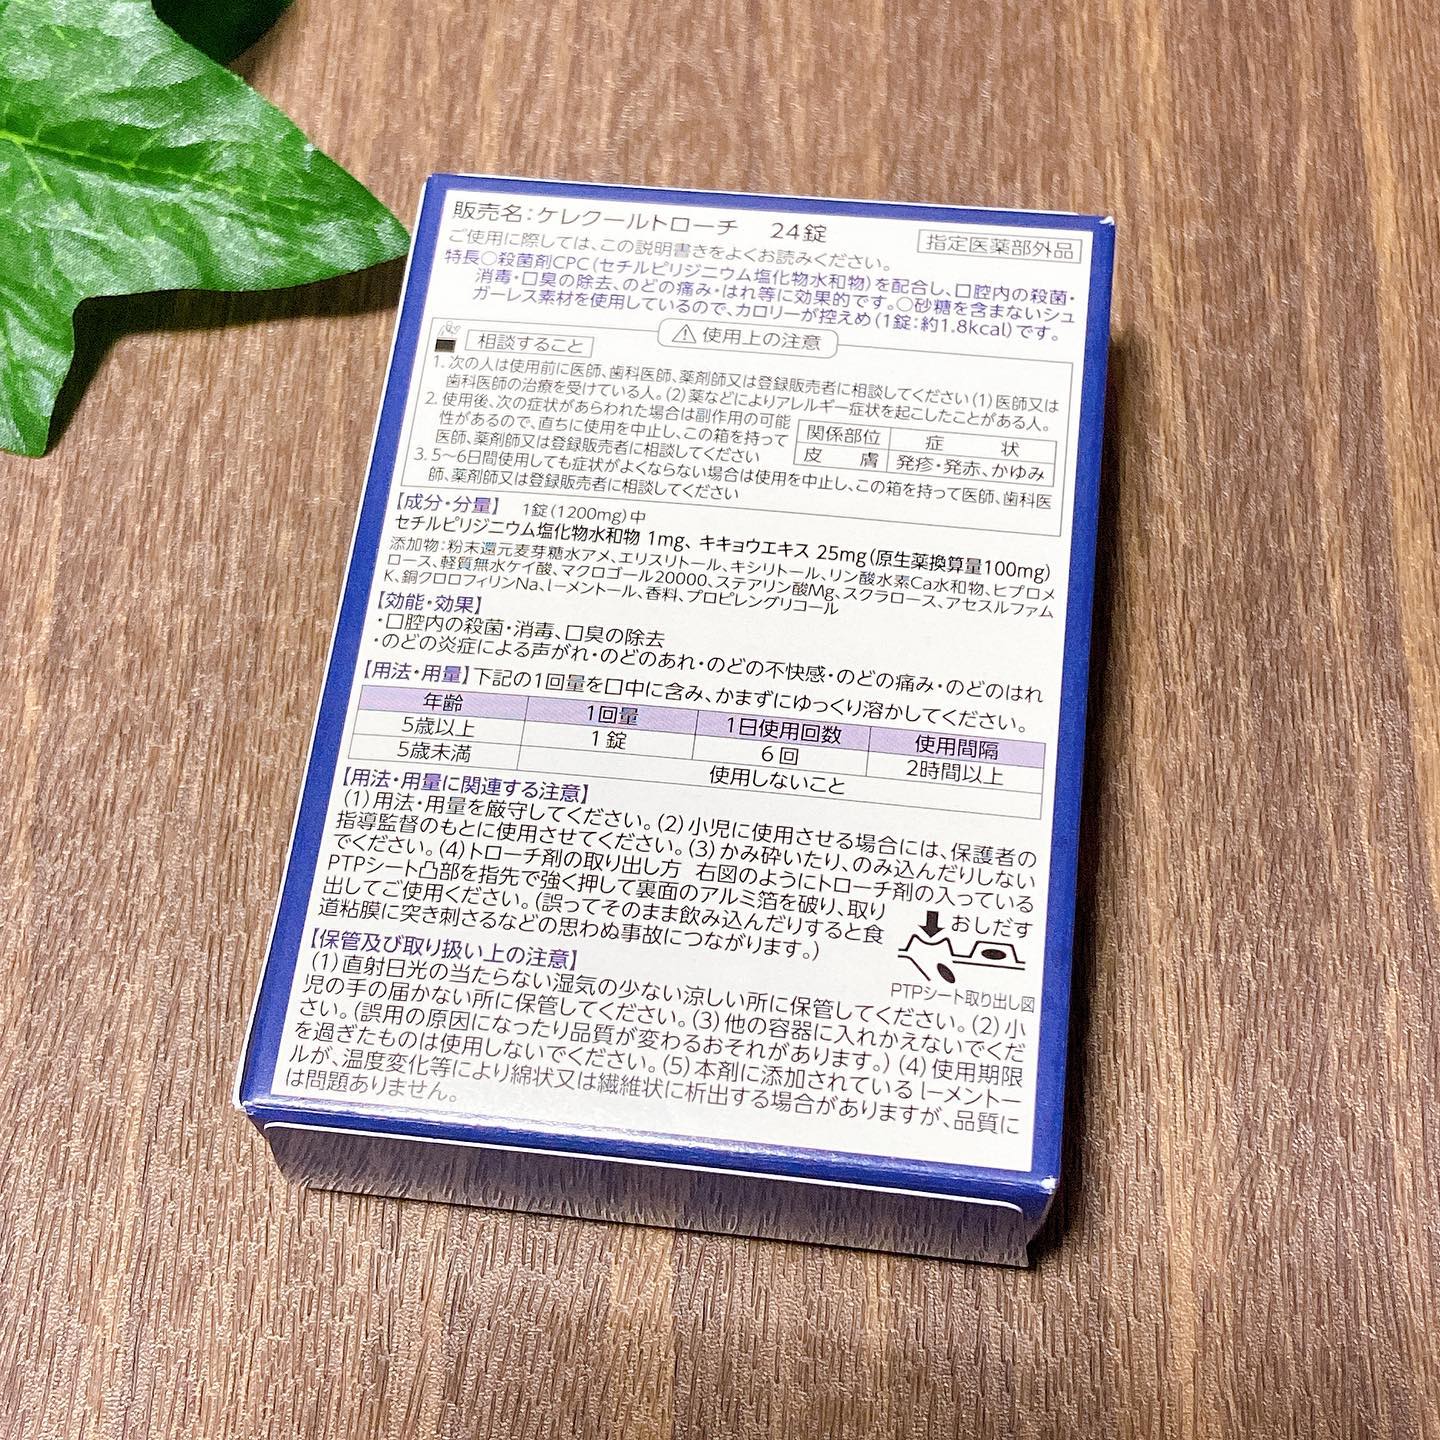 販売名：ケレクールトローチ　24錠
指定医薬部外品
ご使用に際しては、この説明書きをよくお読みください。
特長○殺菌剤CPC（セチルピリジニウム塩化物水和物）を配合し、口腔内の殺菌・
消毒・口臭の除去、のどの痛み・はれ等に効果的です。○砂糖を含まないシュ
ガーレス素材を使用しているので、カロリーが控えめ（1錠：約1.8kcal）です。
⚠使用上の注意
相談すること
1. 次の人は使用前に医師、歯科医師、薬剤師又は登録販売者に相談してください（1）医師又は
歯科医師の治療を受けている人。（2）薬などによりアレルギー症状を起こしたことがある人。
2. 使用後、次の症状があらわれた場合は副作用の可能
性があるので、直ちに使用を中止し、この箱を持って
医師、薬剤師又は登録販売者に相談してください
関係部位　症　状
皮　膚　発疹・発赤、かゆみ
3. 5～6日間使用しても症状がよくならない場合は使用を中止し、この箱を持って医師、歯科医
師、薬剤師又は登録販売者に相談してください
【成分・分量】　1錠（1200mg）中
セチルピリジニウム塩化物水和物 1mg、キキョウエキス 25mg（原生薬換算量100mg）
添加物：粉末還元麦芽糖水アメ、エリスリトール、キシリトール、リン酸水素Ca水和物、ヒプロメ
ロース、軽質無水ケイ酸、マクロゴール20000、ステアリン酸Mg、スクラロース、アセスルファム
K、銅クロロフィリンNa、l-メントール、香料、プロピレングリコール
【効能・効果】
・口腔内の殺菌・消毒、口臭の除去
・のどの炎症による声がれ・のどのあれ・のどの不快感・のどの痛み・のどのはれ
【用法・用量】下記の1回量を口中に含み、かまずにゆっくり溶かしてください。
年齢　1回量　1日使用回数　使用間隔
5歳以上　1錠　6回　2時間以上
5歳未満　使用しないこと
【用法・用量に関連する注意】
（1）用法・用量を厳守してください。（2）小児に使用させる場合には、保護者の
指導監督のもとに使用させてください。（3）かみ砕いたり、のみ込んだりしない
でください。（4）トローチ剤の取り出し方　右図のようにトローチ剤の入っている
PTPシート凸部を指先で強く押して裏面のアルミ箔を破り、取り
出してご使用ください。（誤ってそのまま飲み込んだりすると食
道粘膜に突き刺さるなどの思わぬ事故につながります。）
おしだす
PTPシート取り出し図
【保管及び取り扱い上の注意】
（1）直射日光の当たらない湿気の少ない涼しい所に保管してください。（2）小
児の手の届かない所に保管してください。（3）他の容器に入れかえないでくだ
さい。（誤用の原因になったり品質が変わるおそれがあります。）（4）使用期限
を過ぎたものは使用しないでください。（5）本剤に添加されているl-メントー
ルが、温度変化等により綿状又は繊維状に析出する場合がありますが、品質に
は問題ありません。